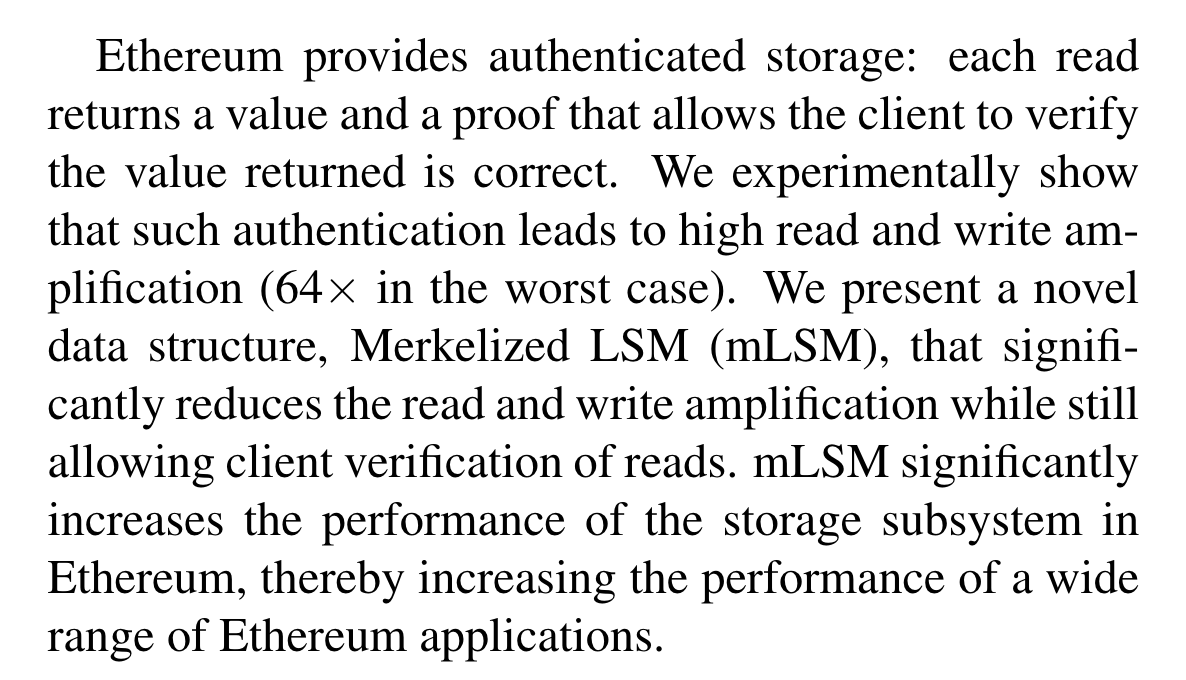 Ethereum provides authenticated storage: each read
returns a value and a proof that allows the client to verify
the value returned is correct. We experimentally show
that such authentication leads to high read and write am-
plification (64× in the worst case). We present a novel
data structure, Merkelized LSM (mLSM), that signifi-
cantly reduces the read and write amplification while still
allowing client verification of reads. mLSM significantly
increases the performance of the storage subsystem in
Ethereum, thereby increasing the performance of a wide
range of Ethereum applications.